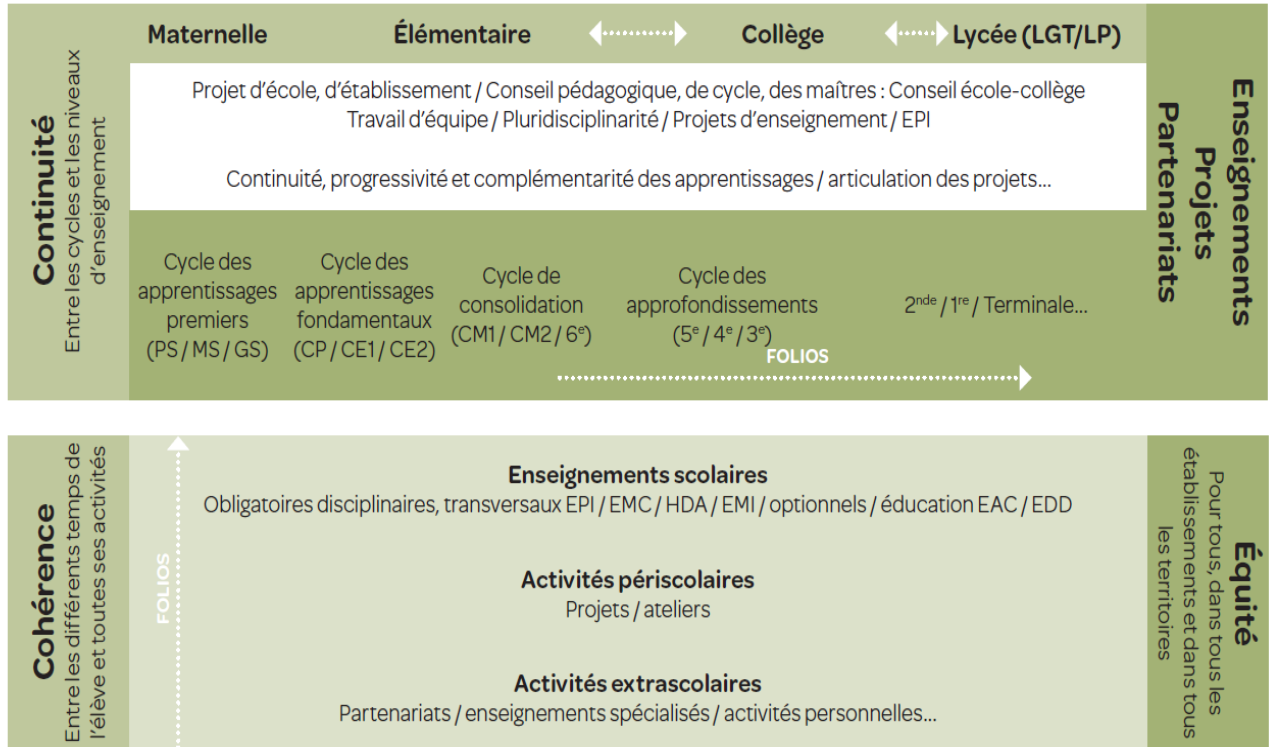 Maternelle
Élémentaire
Collège
Lycée (LGT/LP)
Continuité
Entre les cycles et les niveaux
d'enseignement
Projet d'école, d'établissement / Conseil pédagogique, de cycle, des maîtres : Conseil école-collège
Travail d'équipe / Pluridisciplinarité / Projets d'enseignement / EPI
Continuité, progressivité et complémentarité des apprentissages / articulation des projets...
Enseignements
Projets
Partenariats
Cycle des
apprentissages
premiers
(PS / MS / GS)
Cycle des
apprentissages
fondamentaux
(CP / CE1 / CE2)
Cycle de
consolidation
(CM1 / CM2 / 6e)
Cycle des
approfondissements
(5e / 4e / 3e)
2nde / 1re / Terminale...
FOLIOS
Cohérence
Entre les différents temps de
l'élève et toutes ses activités
FOLIOS
Enseignements scolaires
Obligatoires disciplinaires, transversaux EPI / EMC / HDA / EMI / optionnels / éducation EAC / EDD
Activités périscolaires
Projets / ateliers
Activités extrascolaires
Partenariats / enseignements spécialisés / activités personnelles...
Équité
Pour tous, dans tous les
établissements et dans tous
les territoires